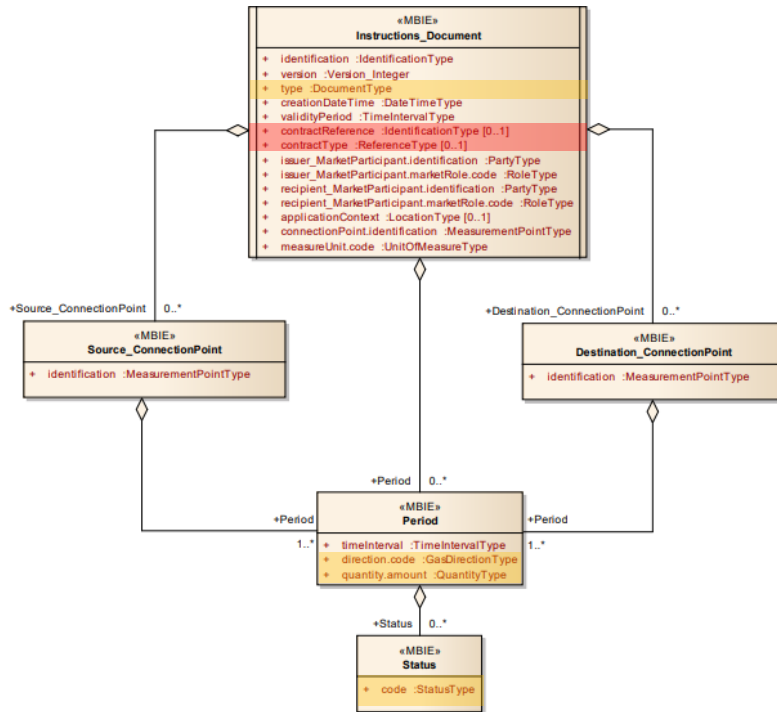 «MBIE»
Instructions_Document
+ identification :IdentificationType
+ version :Version_Integer
+ type :DocumentType
+ creationDateTime :DateTimeType
+ validityPeriod :TimeIntervalType
+ contractReference :IdentificationType [0..1]
+ contractType :ReferenceType [0..1]
+ issuer_MarketParticipant.identification :PartyType
+ issuer_MarketParticipant.marketRole.code :RoleType
+ recipient_MarketParticipant.identification :PartyType
+ recipient_MarketParticipant.marketRole.code :RoleType
+ applicationContext :LocationType [0..1]
+ connectionPoint.identification :MeasurementPointType
+ measureUnit.code :UnitOfMeasureType
+Source_ConnectionPoint 0..*
+Destination_ConnectionPoint 0..*
«MBIE»
Source_ConnectionPoint
+ identification :MeasurementPointType
«MBIE»
Destination_ConnectionPoint
+ identification :MeasurementPointType
+Period 0..*
+Period
1..*
«MBIE»
Period
+ timeInterval :TimeIntervalType
+ direction.code :GasDirectionType
+ quantity.amount :QuantityType
+Period
1..*
+Status 0..*
«MBIE»
Status
+ code :StatusType